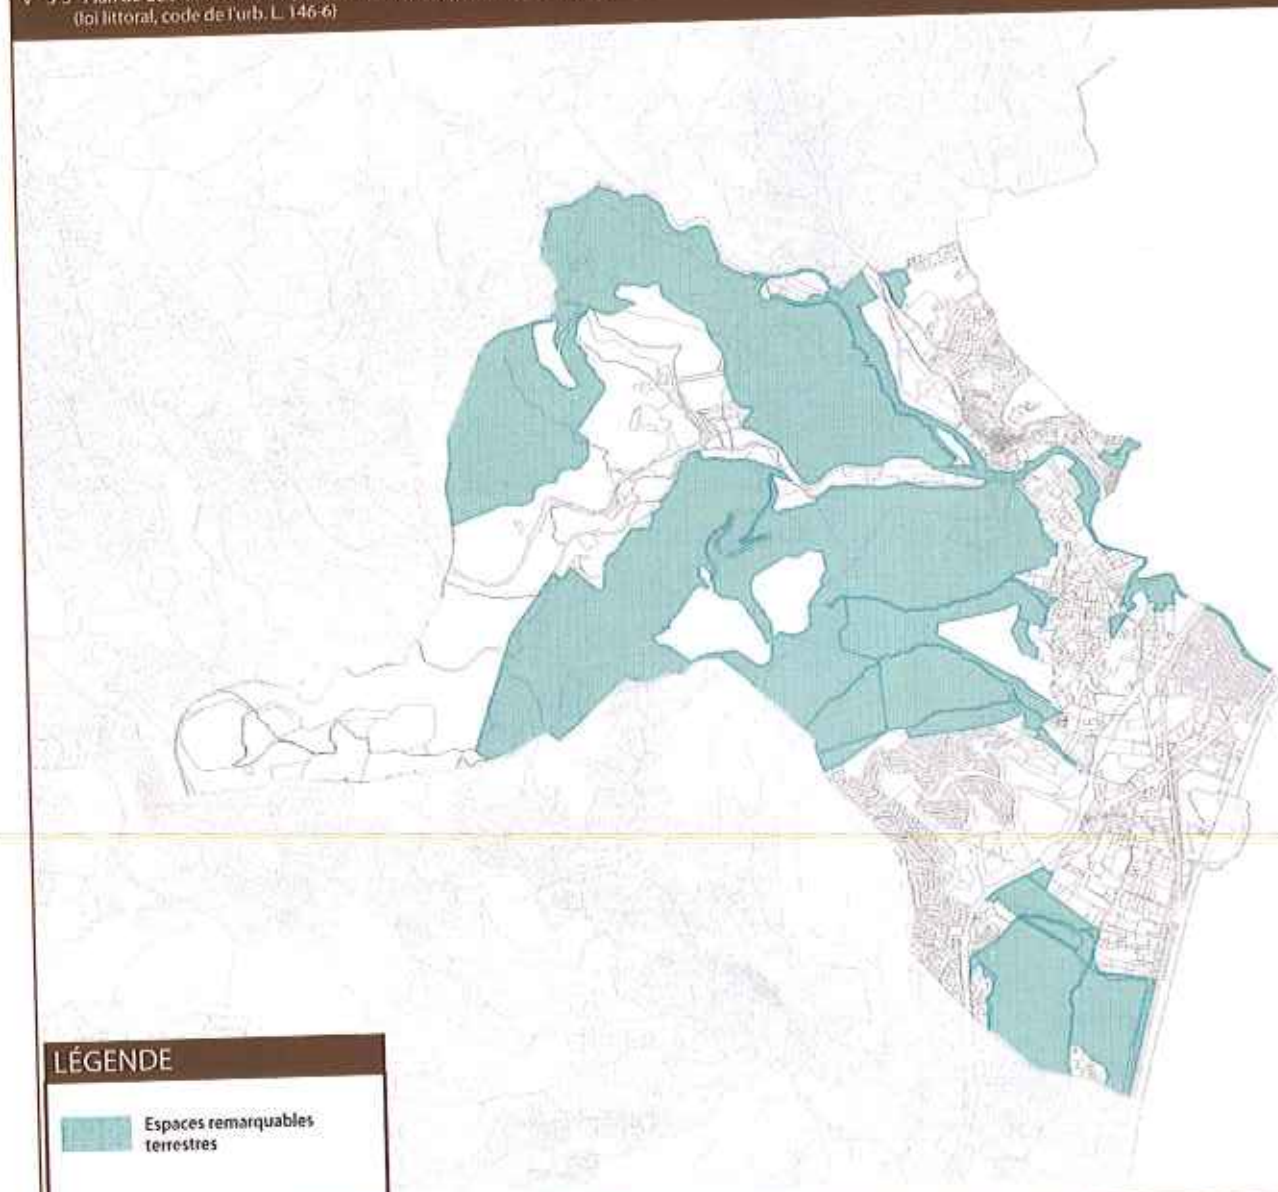 (loi littoral, code de l'urb. L. 146-6)
LÉGENDE
Espaces remarquables
terrestres